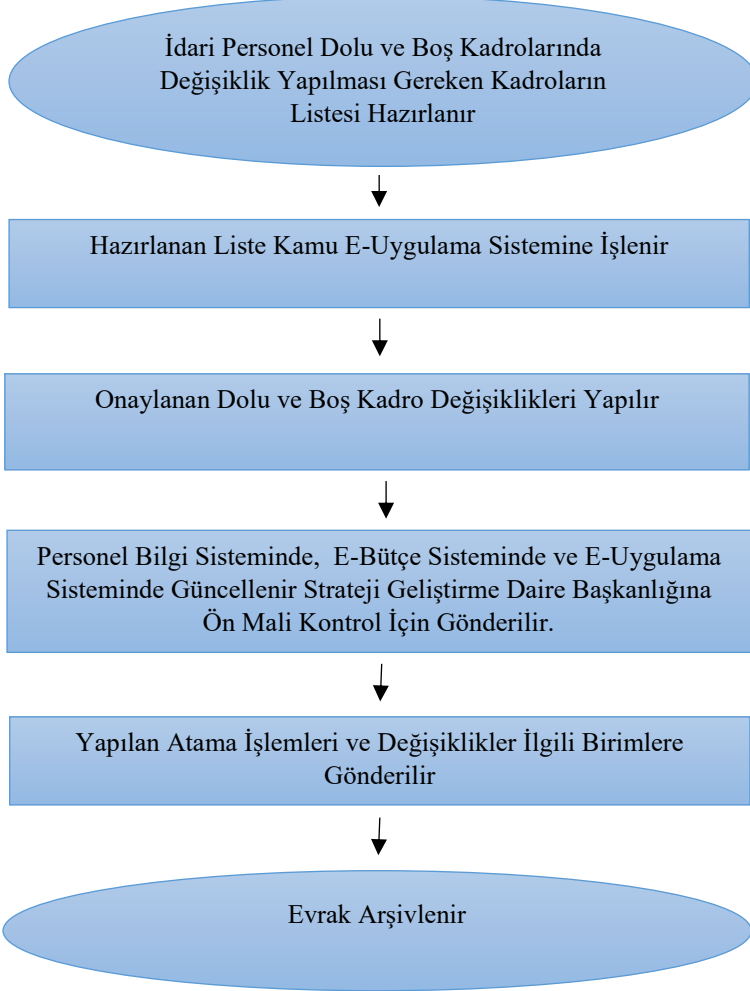 İdari Personel Dolu ve Boş Kadrolarında
Değişiklik Yapılması Gereken Kadroların
Listesi Hazırlanır
Hazırlanan Liste Kamu E-Uygulama Sistemine İşlenir
Onaylanan Dolu ve Boş Kadro Değişiklikleri Yapılır
Personel Bilgi Sisteminde, E-Bütçe Sisteminde ve E-Uygulama
Sisteminde Güncellenir Strateji Geliştirme Daire Başkanlığına
Ön Mali Kontrol İçin Gönderilir.
Yapılan Atama İşlemleri ve Değişiklikler İlgili Birimlere
Gönderilir
Evrak Arşivlenir